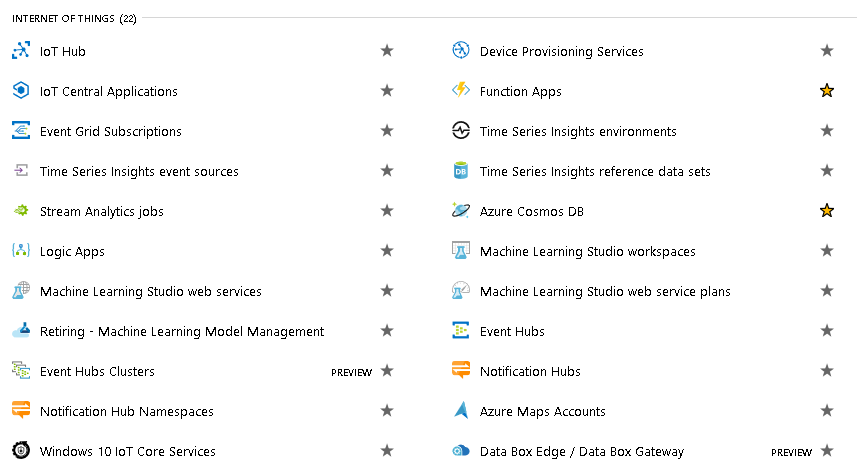 INTERNET OF THINGS (22)
IoT Hub
Device Provisioning Services
IoT Central Applications
Function Apps
Event Grid Subscriptions
Time Series Insights environments
Time Series Insights event sources
DB
Time Series Insights reference data sets
Stream Analytics jobs
Azure Cosmos DB
Logic Apps
Machine Learning Studio workspaces
Machine Learning Studio web services
Machine Learning Studio web service plans
Retiring - Machine Learning Model Management
Event Hubs
Event Hubs Clusters PREVIEW
Notification Hubs
Notification Hub Namespaces
Azure Maps Accounts
Windows 10 IoT Core Services
Data Box Edge / Data Box Gateway PREVIEW